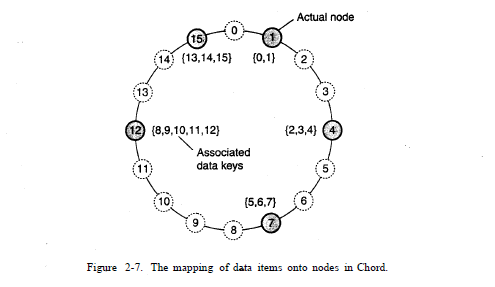 Actual node
15 0 1
14 {13,14,15} {0,1} 2
13 3
12 {8,9,10,11,12} {2,3,4} 4
Associated
data keys
11 5
10 {5,6,7} 6
9 8 7
Figure 2-7. The mapping of data items onto nodes in Chord.